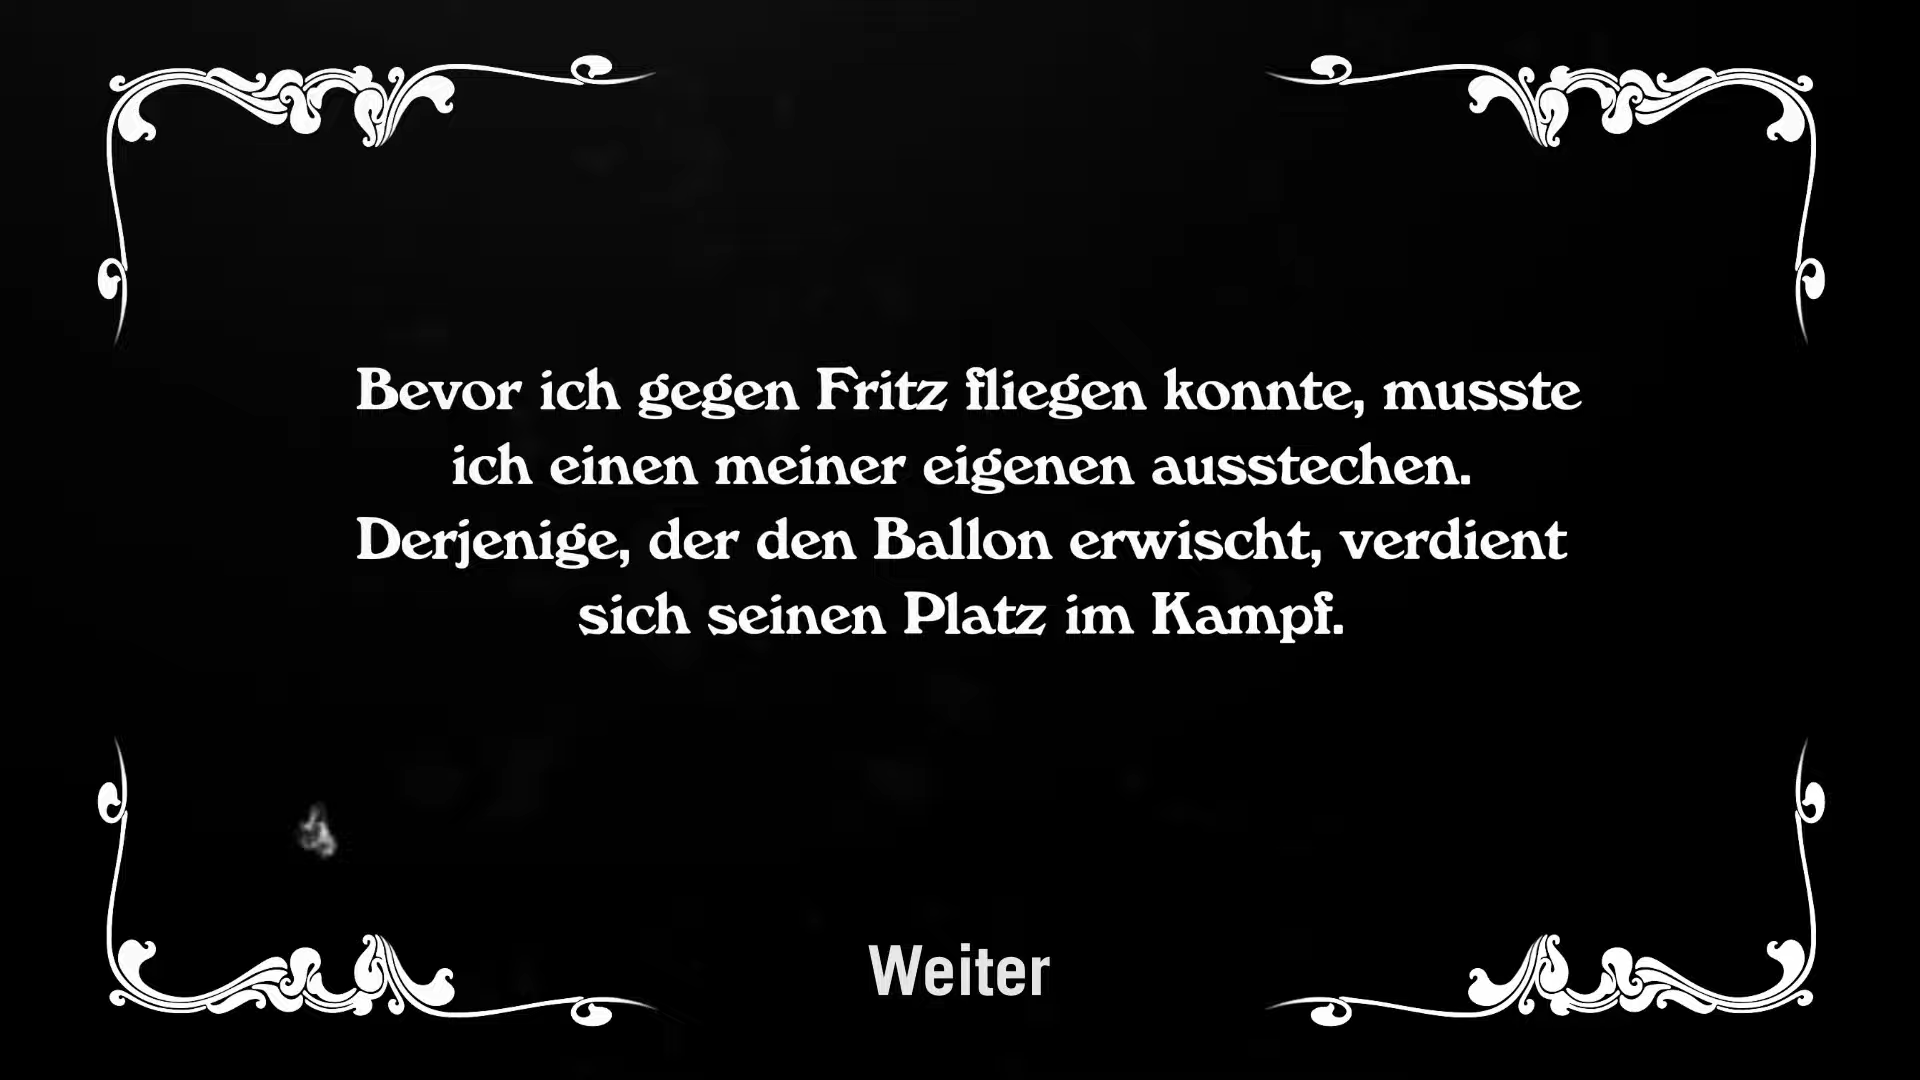 Bevor ich gegen Fritz fliegen konnte, musste
ich einen meiner eigenen ausstechen.
Derjenige, der den Ballon erwischt, verdient
sich seinen Platz im Kampf.
Weiter